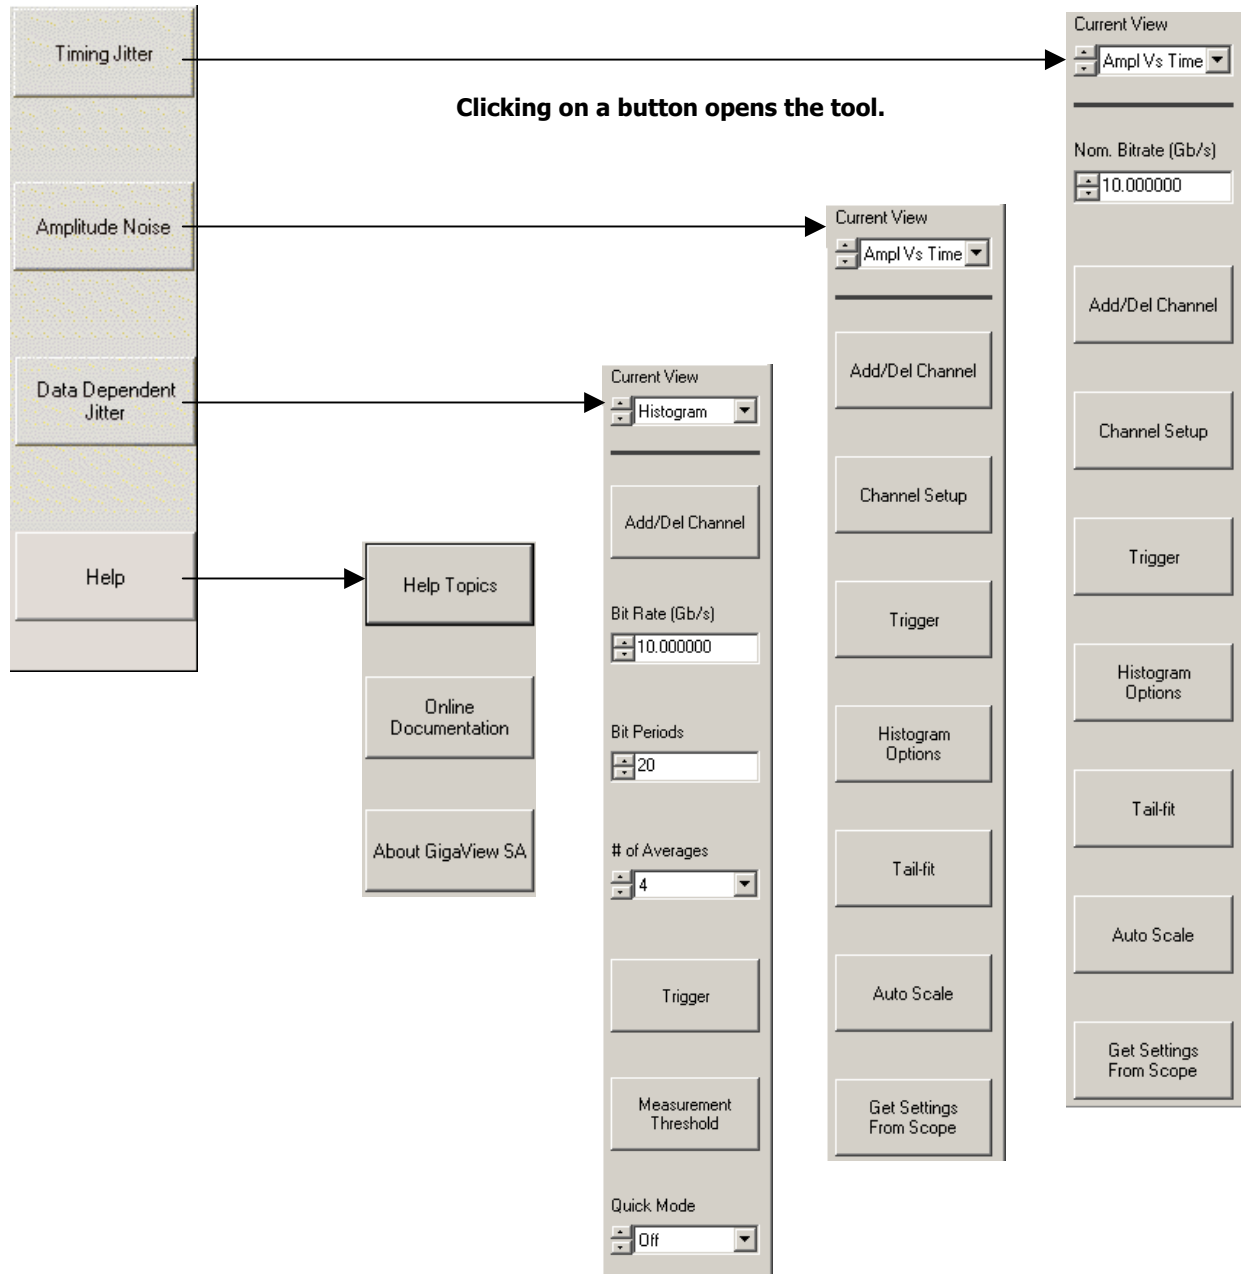 Timing Jitter
Amplitude Noise
Data Dependent
Jitter
Help
Clicking on a button opens the tool.
Help Topics
Online
Documentation
About GigaView SA
Current View
Histogram
Add/Del Channel
Bit Rate (Gb/s)
10.000000
Bit Periods
20
# of Averages
4
Trigger
Measurement
Threshold
Quick Mode
Off
Current View
Ampl Vs Time
Add/Del Channel
Channel Setup
Trigger
Histogram
Options
Tail-fit
Auto Scale
Get Settings
From Scope
Current View
Ampl Vs Time
Nom. Bitrate (Gb/s)
10.000000
Add/Del Channel
Channel Setup
Trigger
Histogram
Options
Tail-fit
Auto Scale
Get Settings
From Scope